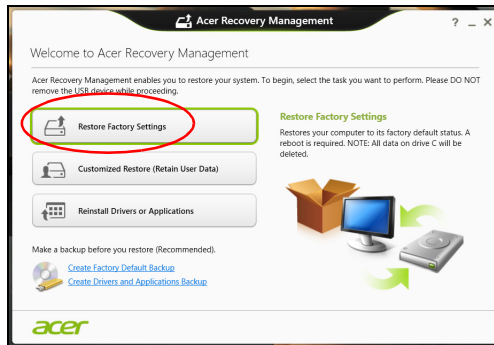 Acer Recovery Management
Welcome to Acer Recovery Management
Acer Recovery Management enables you to restore your system. To begin, select the task you want to perform. Please DO NOT
remove the USB device while proceeding.
Restore Factory Settings
Customized Restore (Retain User Data)
Reinstall Drivers or Applications
Restore Factory Settings
Restores your computer to its factory default status. A
reboot is required. NOTE: All data on drive C will be
deleted.
Make a backup before you restore (Recommended).
Create Factory Default Backup
Create Drivers and Applications Backup
acer